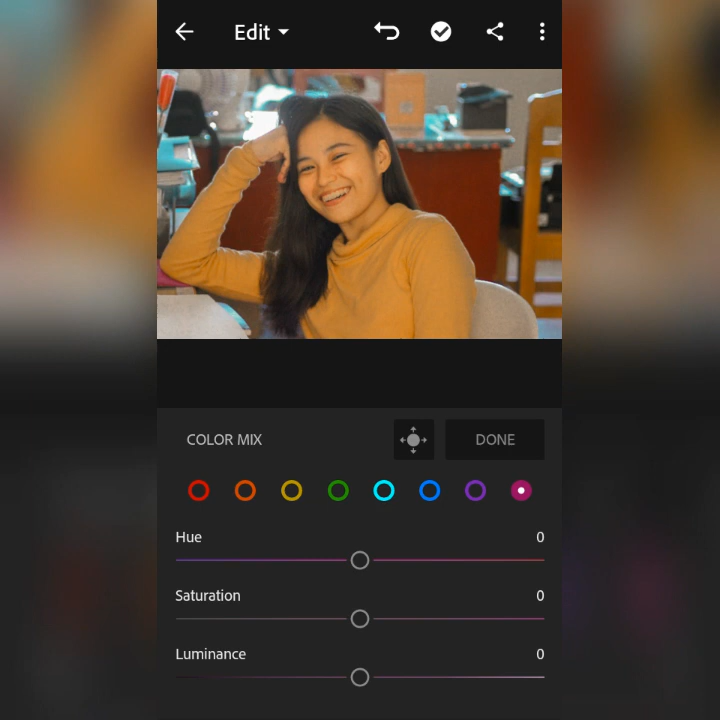 Edit
COLOR MIX
DONE
Hue 0
Saturation 0
Luminance 0